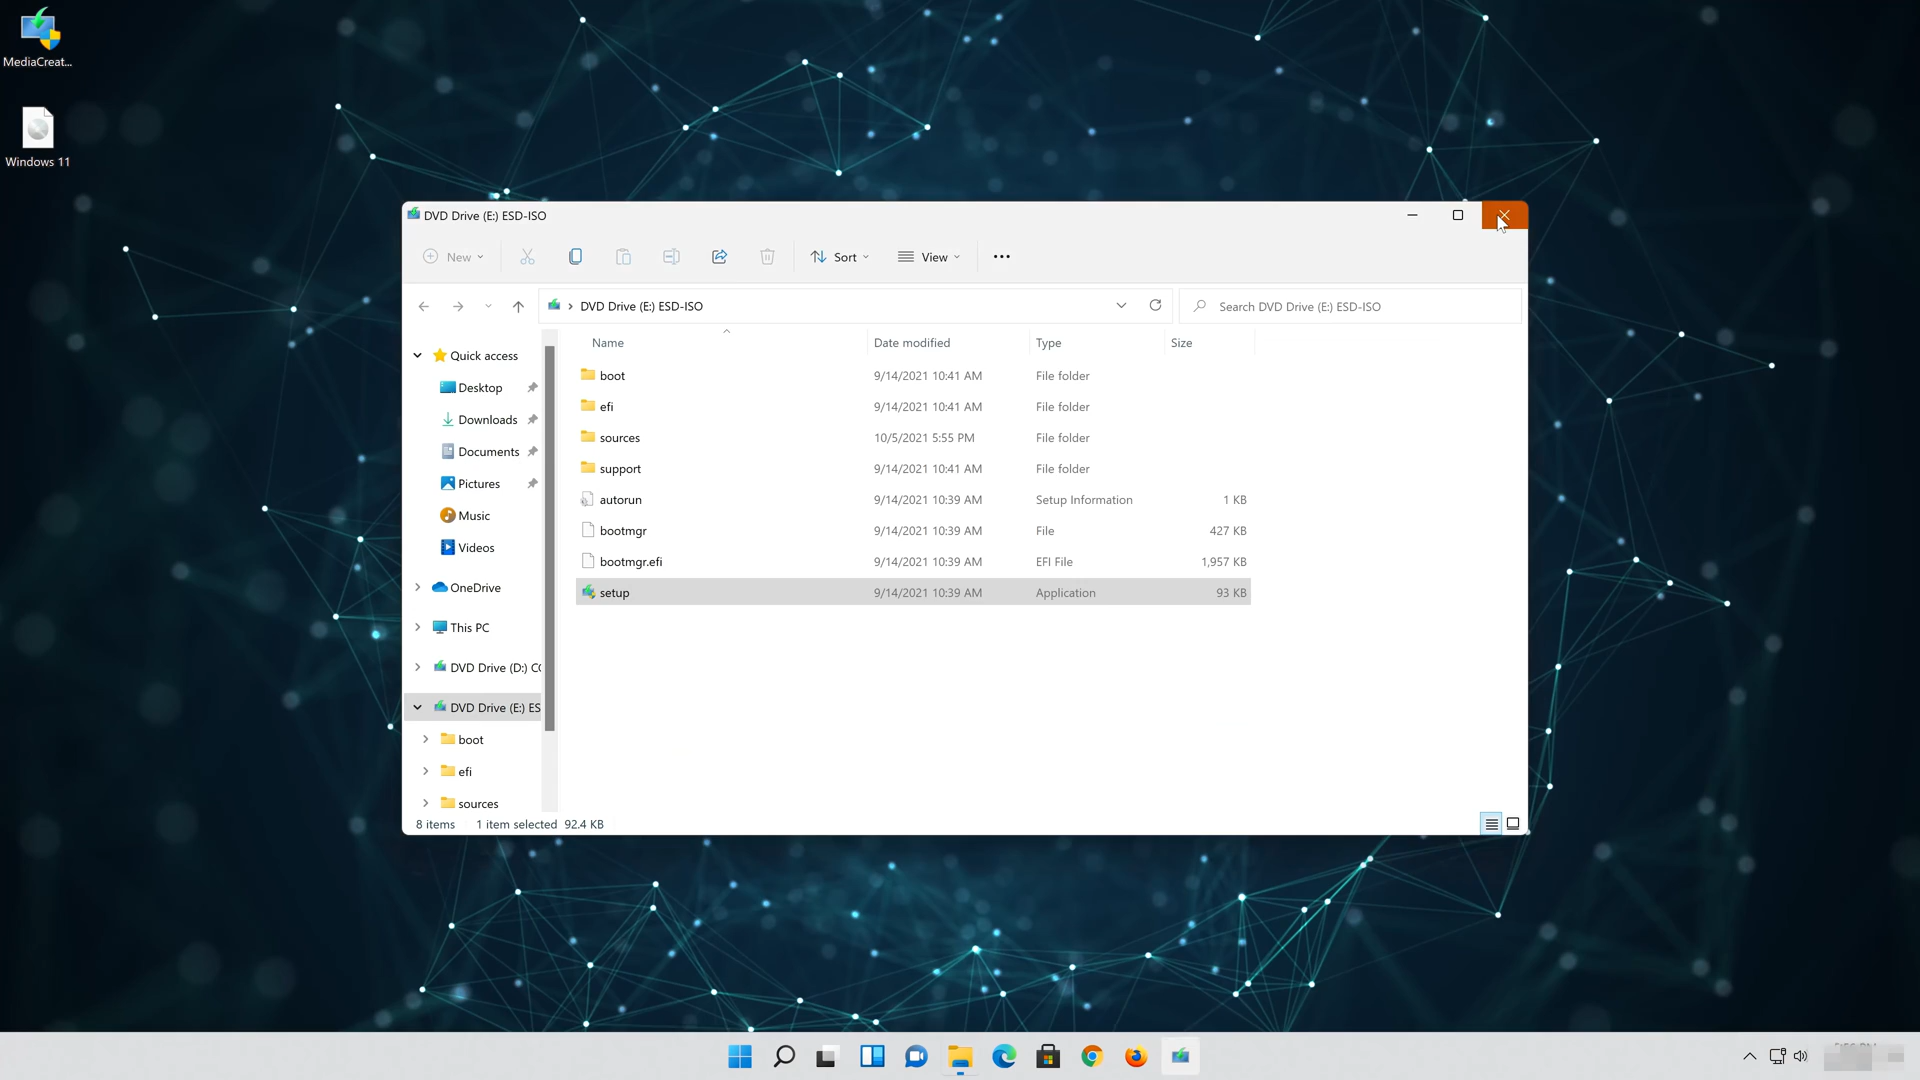 MediaCreat...
Windows 11
DVD Drive (E:) ESD-ISO
New
Sort
View
DVD Drive (E:) ESD-ISO
Search DVD Drive (E:) ESD-ISO
Name Date modified Type Size
Quick access
Desktop
Downloads
Documents
Pictures
Music
Videos
OneDrive
This PC
DVD Drive (D:) CC
DVD Drive (E:) ES
boot
efi
sources
boot 9/14/2021 10:41 AM File folder
efi 9/14/2021 10:41 AM File folder
sources 10/5/2021 5:55 PM File folder
support 9/14/2021 10:41 AM File folder
autorun 9/14/2021 10:39 AM Setup Information 1 KB
bootmgr 9/14/2021 10:39 AM File 427 KB
bootmgr.efi 9/14/2021 10:39 AM EFI File 1,957 KB
setup 9/14/2021 10:39 AM Application 93 KB
8 items 1 item selected 92.4 KB